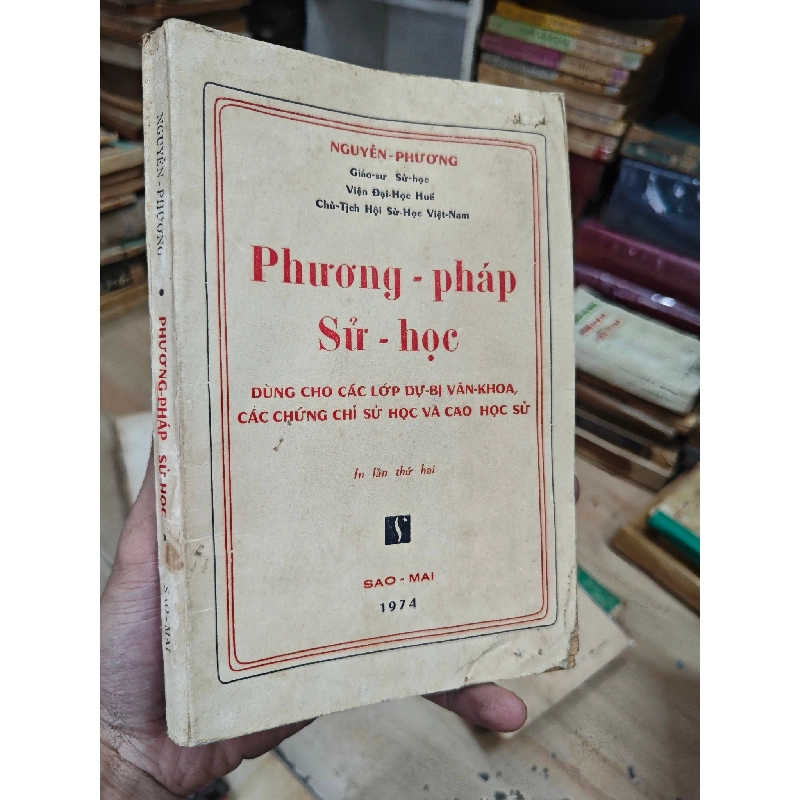 NGUYỄN-PHƯƠNG
Giáo-sư Sử-học
Viện Đại-Học Huế
Chủ-Tịch Hội Sử-Học Việt-Nam
Phương-pháp
Sử-học
DÙNG CHO CÁC LỚP DỰ-BỊ VĂN-KHOA,
CÁC CHỨNG CHỈ SỬ HỌC VÀ CAO HỌC SỬ
In lần thứ hai
S
SAO-MAI
1974
NGUYỄN-PHƯƠNG • PHƯƠNG-PHÁP SỬ-HỌC • SAO-MAI